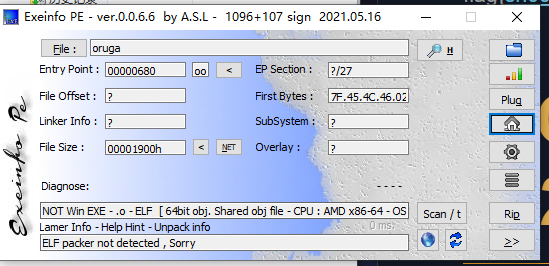 Exeinfo PE - ver.0.0.6.6 by A.S.L - 1096+107 sign 2021.05.16
File : oruga H
Entry Point : 00000680 oo < EP Section : ?/27
File Offset : ? First Bytes : 7F.45.4C.46.02 Plug
Linker Info : ? SubSystem : ?
File Size : 00001900h < NET Overlay : ?
Diagnose: - - - -
NOT Win EXE - .o - ELF [ 64bit obj. Shared obj file - CPU : AMD x86-64 - OS Scan / t Rip
Lamer Info - Help Hint - Unpack info 0 ms.
ELF packer not detected , Sorry >>
Exeinfo Pe